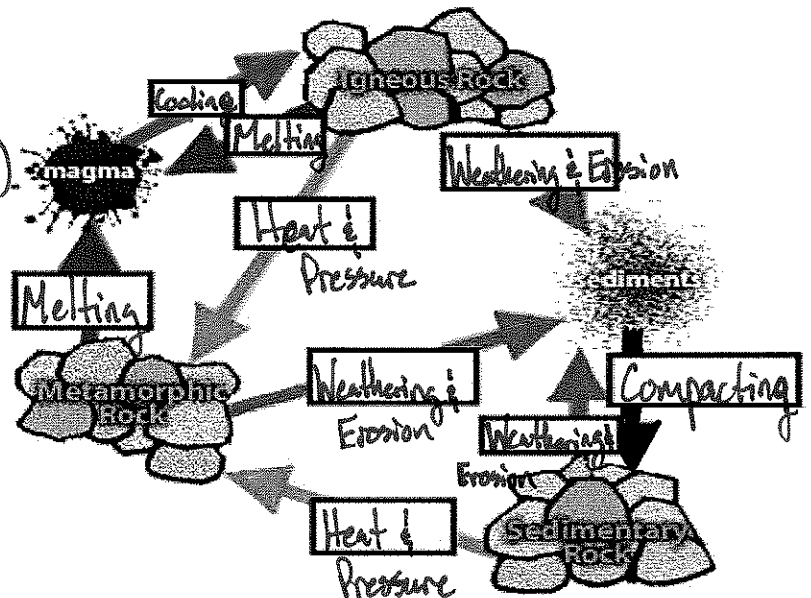 Igneous Rock
Cooling
Melting
magma
Weathering & Erosion
Heat &
Pressure
ediments
Melting
Metamorphic
Rock
Weathering &
Erosion
Compacting
Weathering &
Erosion
Heat &
Pressure
Sedimentary
Rock